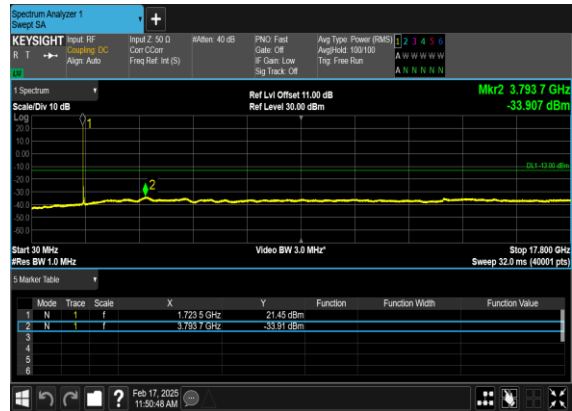 Spectrum Analyzer 1
Swept SA
+
KEYSIGHT Input: RF Input Z: 50 Ω #Atten: 40 dB PNO: Fast Avg Type: Power (RMS) 1 2 3 4 5 6
R T Coupling: DC Corr CCorr Gate: Off Avg|Hold: 100/100 A W W W W W
Align: Auto Freq Ref: Int (S) IF Gain: Low Trig: Free Run
LXI Sig Track: Off A N N N N N
1 Spectrum Ref Lvl Offset 11.00 dB Mkr2 3.793 7 GHz
Scale/Div 10 dB Ref Level 30.00 dBm -33.907 dBm
Log
1
20.0
10.0
0.00
-10.0 DL1 -13.00 dBm
-20.0
2
-30.0
-40.0
-50.0
-60.0
Start 30 MHz Video BW 3.0 MHz* Stop 17.800 GHz
#Res BW 1.0 MHz Sweep 32.0 ms (40001 pts)
5 Marker Table
Mode Trace Scale X Y Function Function Width Function Value
1 N 1 f 1.723 5 GHz 21.45 dBm
2 N 1 f 3.793 7 GHz -33.91 dBm
3
4
5
6
? Feb 17, 2025
11:50:48 AM